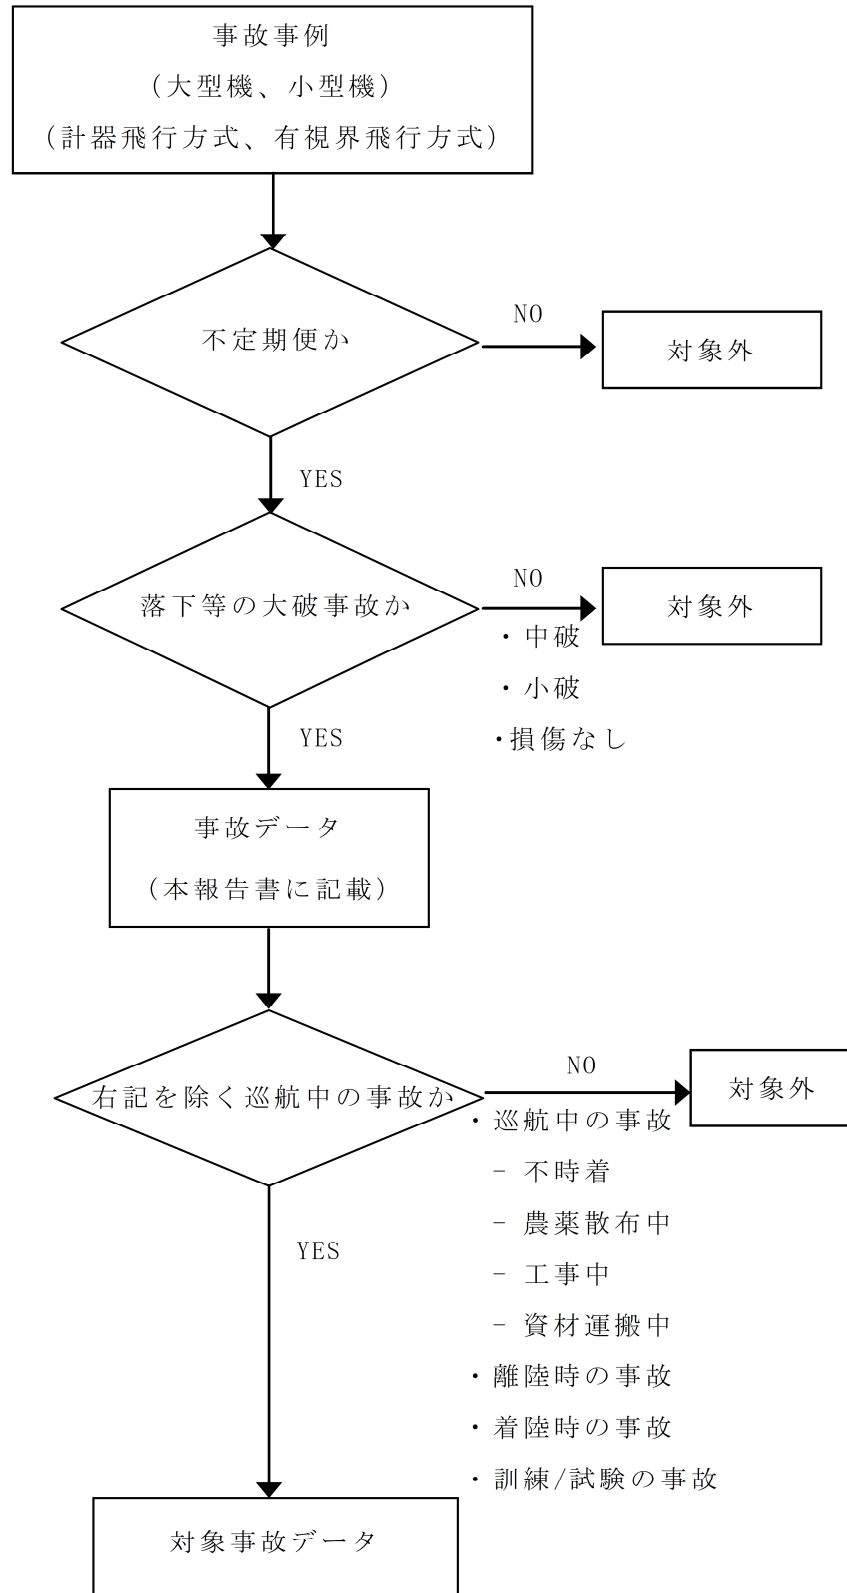 事故事例
(大型機、小型機)
(計器飛行方式、有視界飛行方式)
不定期便か
NO
対象外
YES
落下等の大破事故か
NO
対象外
・中破
・小破
・損傷なし
YES
事故データ
(本報告書に記載)
右記を除く巡航中の事故か
NO
対象外
・巡航中の事故
- 不時着
- 農薬散布中
- 工事中
- 資材運搬中
・離陸時の事故
・着陸時の事故
・訓練/試験の事故
YES
対象事故データ